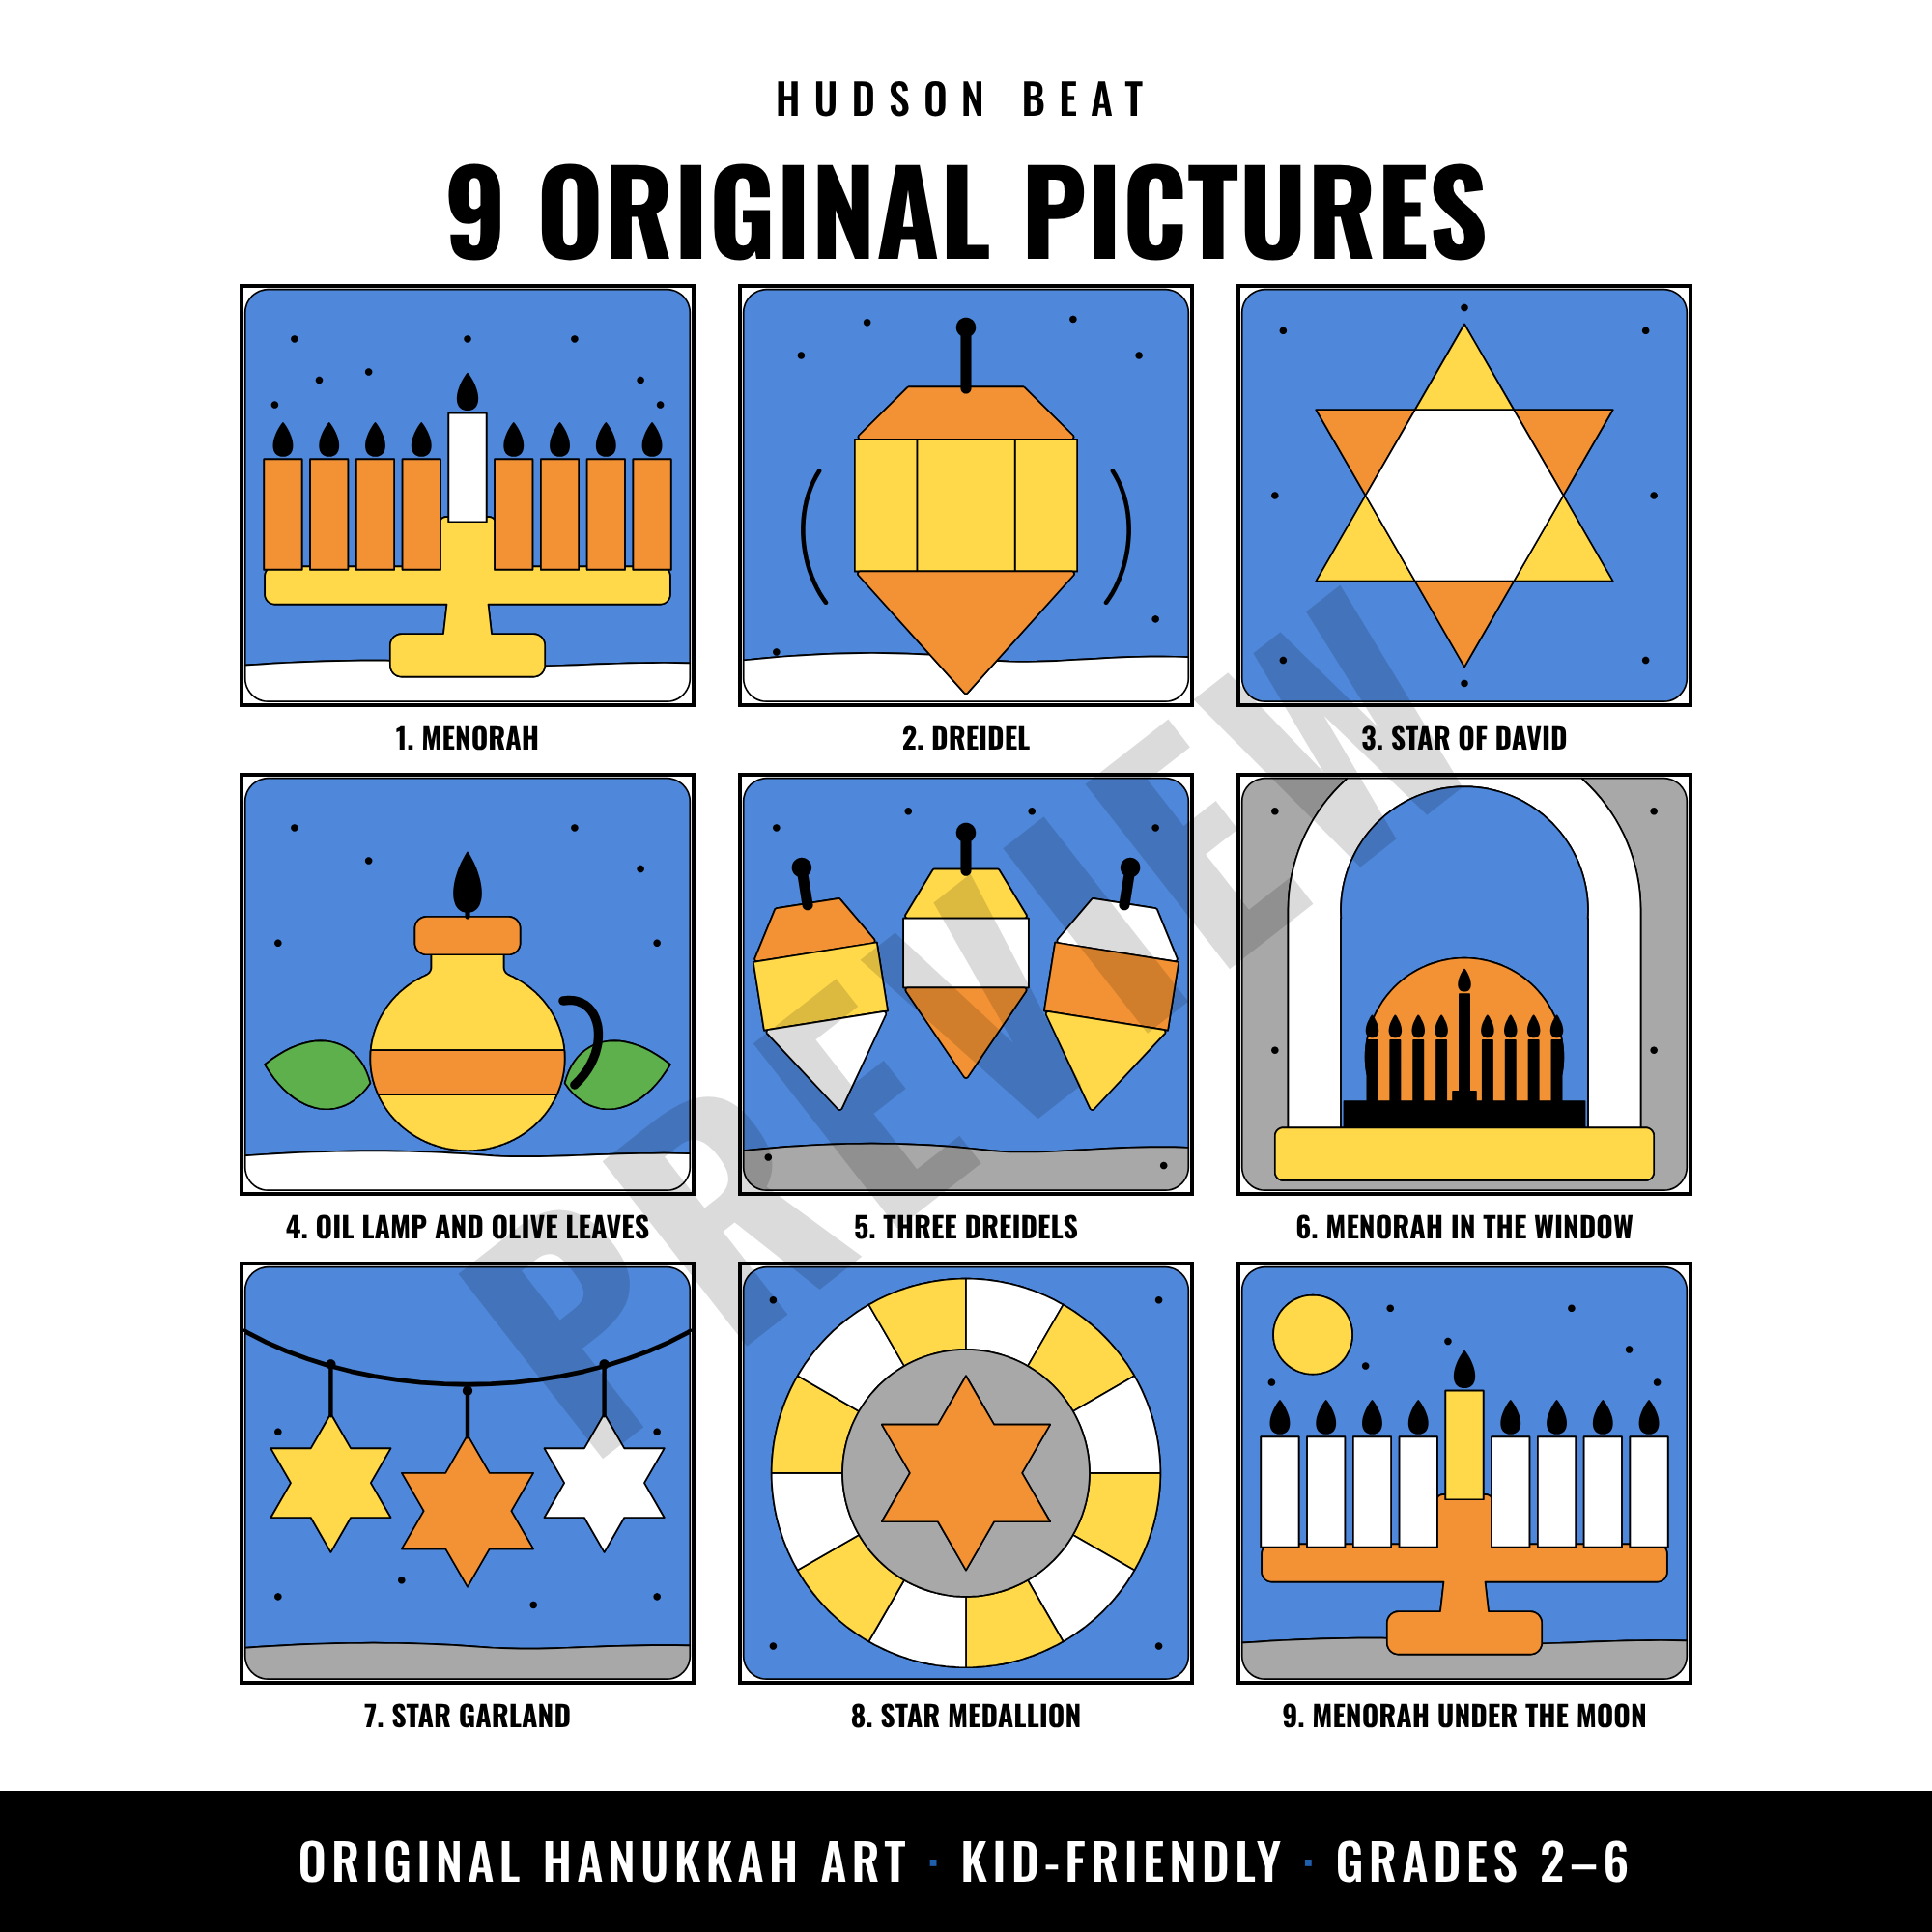 HUDSON BEAT
9 ORIGINAL PICTURES
1. MENORAH
2. DREIDEL
3. STAR OF DAVID
4. OIL LAMP AND OLIVE LEAVES
5. THREE DREIDELS
6. MENORAH IN THE WINDOW
7. STAR GARLAND
8. STAR MEDALLION
9. MENORAH UNDER THE MOON
PREVIEW
ORIGINAL HANUKKAH ART · KID-FRIENDLY · GRADES 2–6